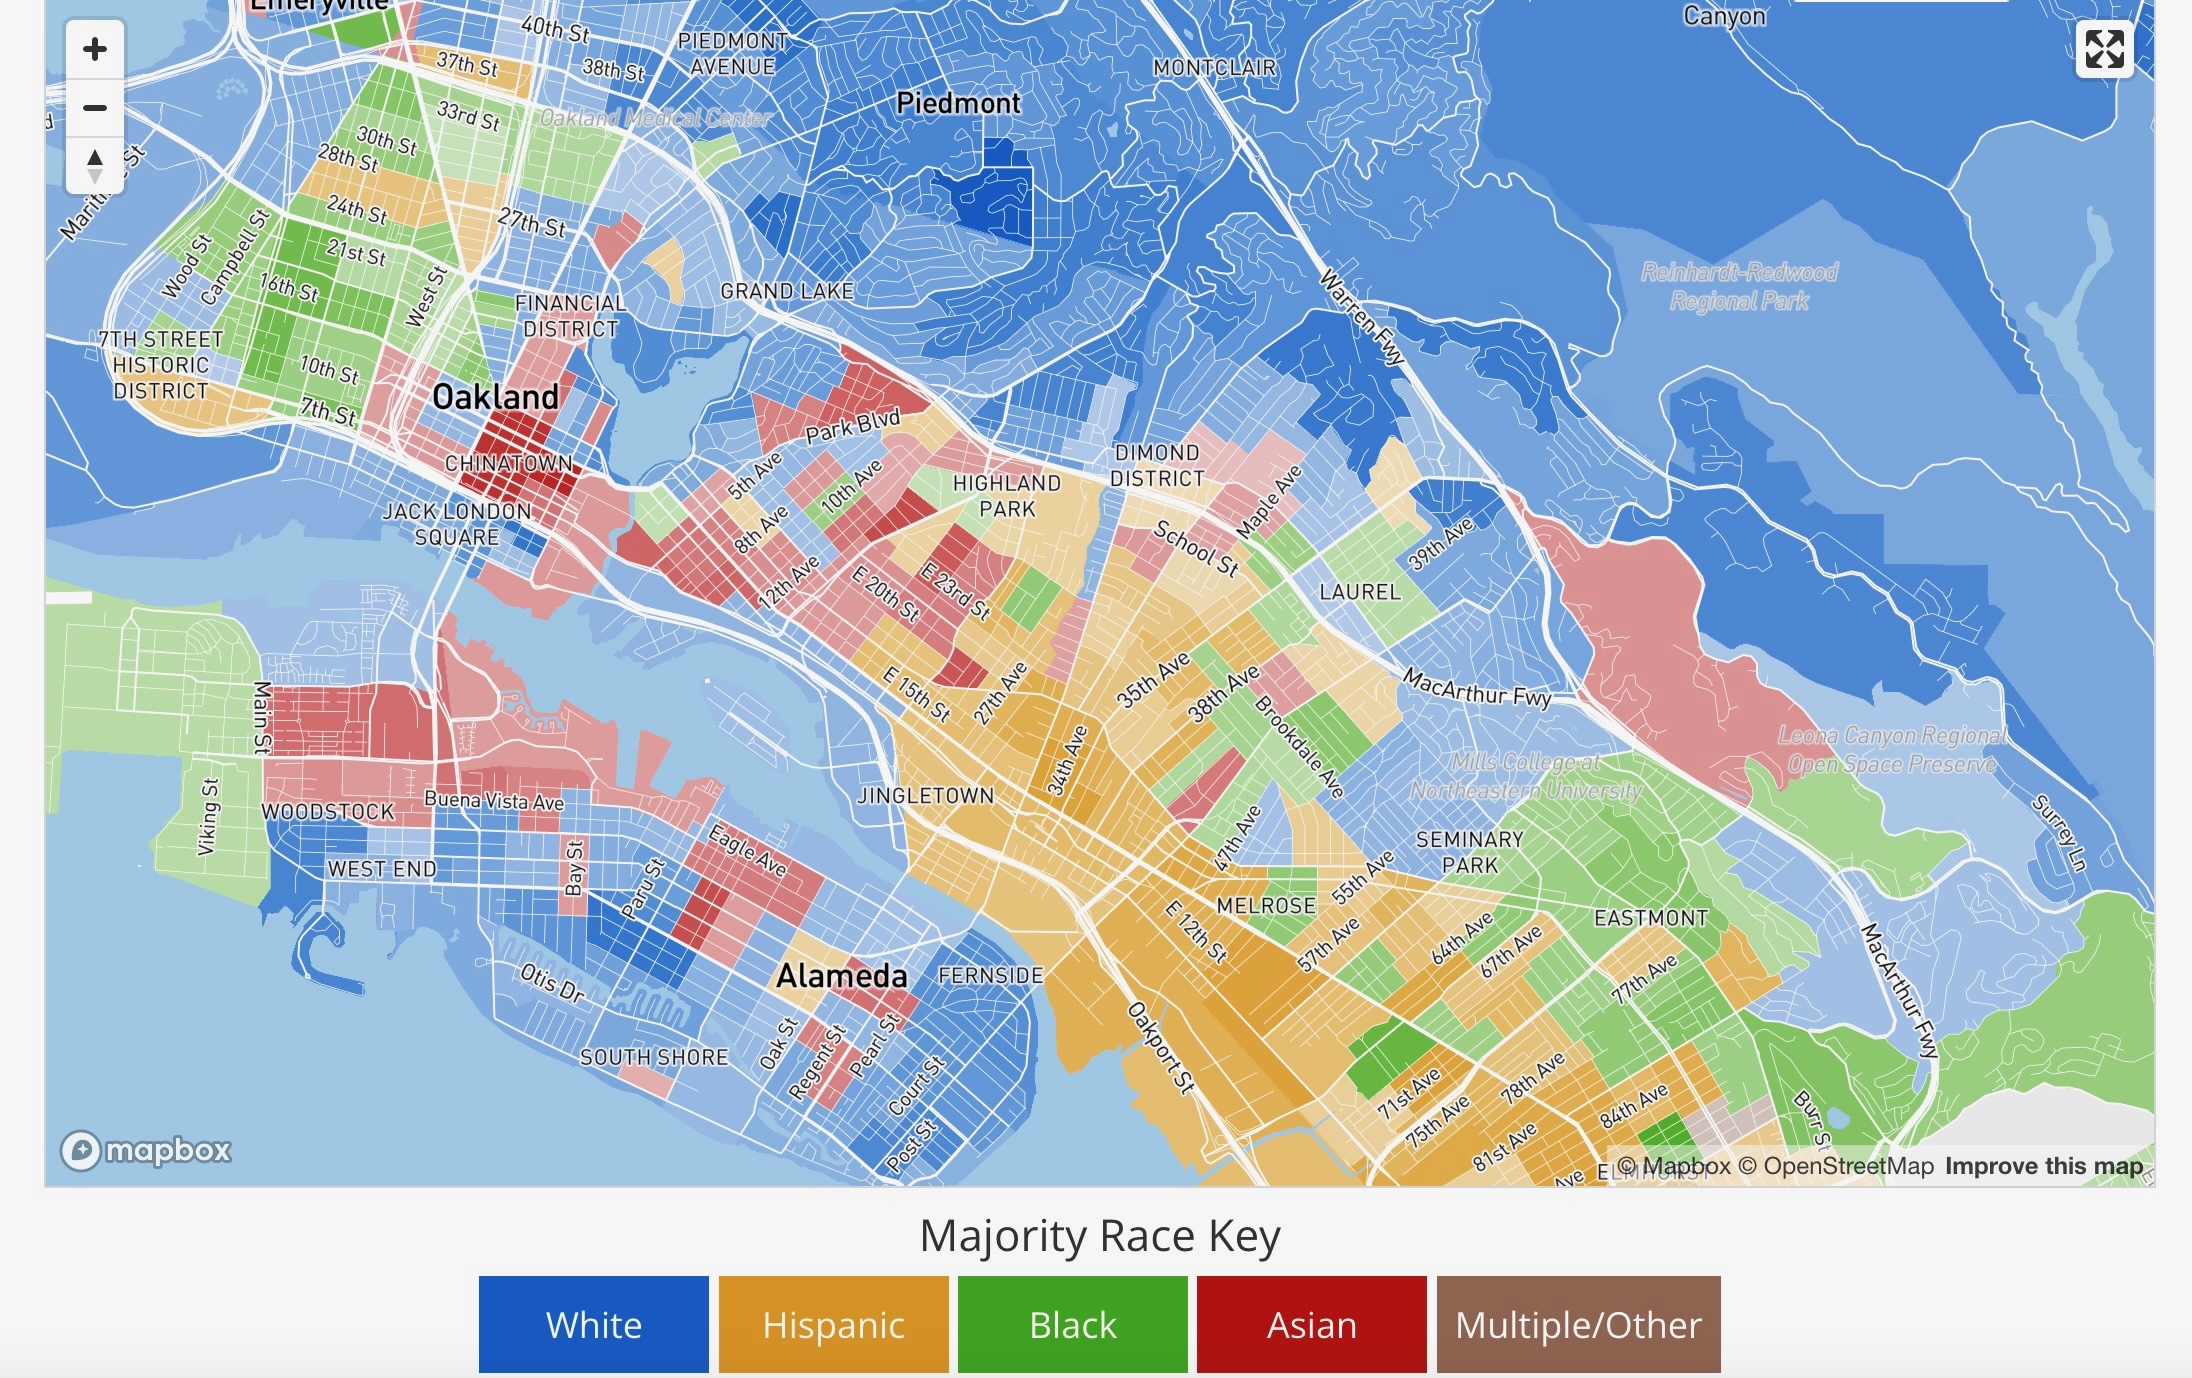 Emeryville
40th St
PIEDMONT
AVENUE
Canyon
37th St
38th St
MONTCLAIR
Piedmont
33rd St
Oakland Medical Center
30th St
28th St
24th St
27th St
21st St
Wood St
Campbell St
16th St
West St
GRAND LAKE
FINANCIAL
DISTRICT
Warren Fwy
Reinhardt-Redwood
Regional Park
7TH STREET
HISTORIC
DISTRICT
10th St
7th St
Oakland
Park Blvd
CHINATOWN
5th Ave
10th Ave
HIGHLAND
PARK
DIMOND
DISTRICT
Maple Ave
JACK LONDON
SQUARE
8th Ave
School St
39th Ave
12th Ave
E 20th St
E 23rd St
LAUREL
Main St
E 15th St
27th Ave
35th Ave
38th Ave
MacArthur Fwy
Brookdale Ave
34th Ave
Leona Canyon Regional
Open Space Preserve
Mills College at
Northeastern University
Viking St
WOODSTOCK
Buena Vista Ave
JINGLETOWN
Eagle Ave
47th Ave
SEMINARY
PARK
Surrey Ln
WEST END
Bay St
Paru St
55th Ave
MELROSE
EASTMONT
E 12th St
57th Ave
64th Ave
67th Ave
77th Ave
MacArthur Fwy
Otis Dr
Alameda
FERNSIDE
Oakport St
SOUTH SHORE
Oak St
Regent St
Pearl St
Court St
Post St
71st Ave
75th Ave
78th Ave
81st Ave
84th Ave
Burr St
Ave
ELMHURST
mapbox
© Mapbox © OpenStreetMap Improve this map
Majority Race Key
White
Hispanic
Black
Asian
Multiple/Other